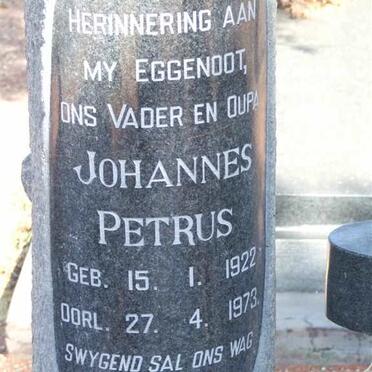 HERINNERING AAN
MY EGGENOOT,
ONS VADER EN OUPA
JOHANNES
PETRUS
GEB. 15. 1. 1922
OORL. 27. 4. 1973.
SWYGEND SAL ONS WAG